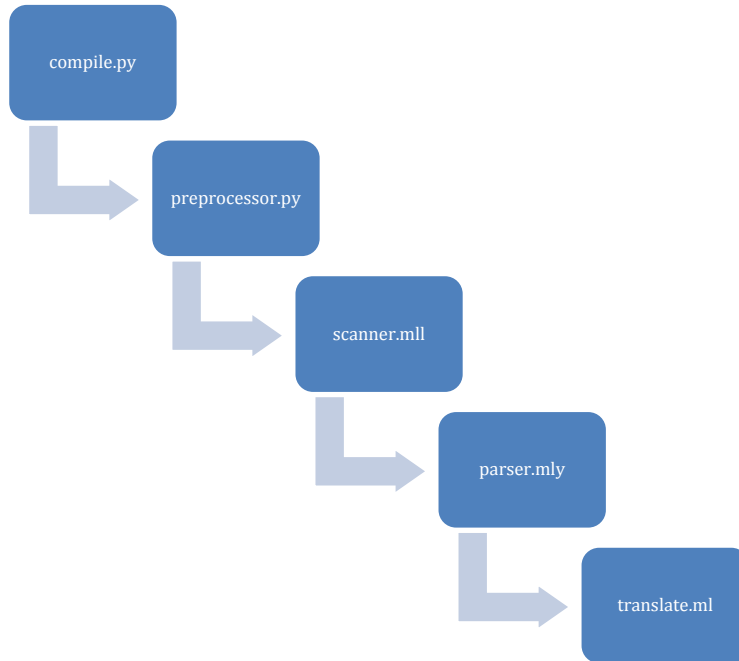 compile.py
preprocessor.py
scanner.mll
parser.mly
translate.ml